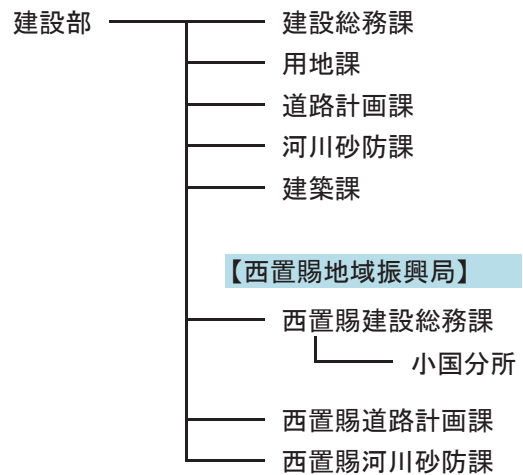 建設部
建設総務課
用地課
道路計画課
河川砂防課
建築課
【西置賜地域振興局】
西置賜建設総務課
小国分所
西置賜道路計画課
西置賜河川砂防課